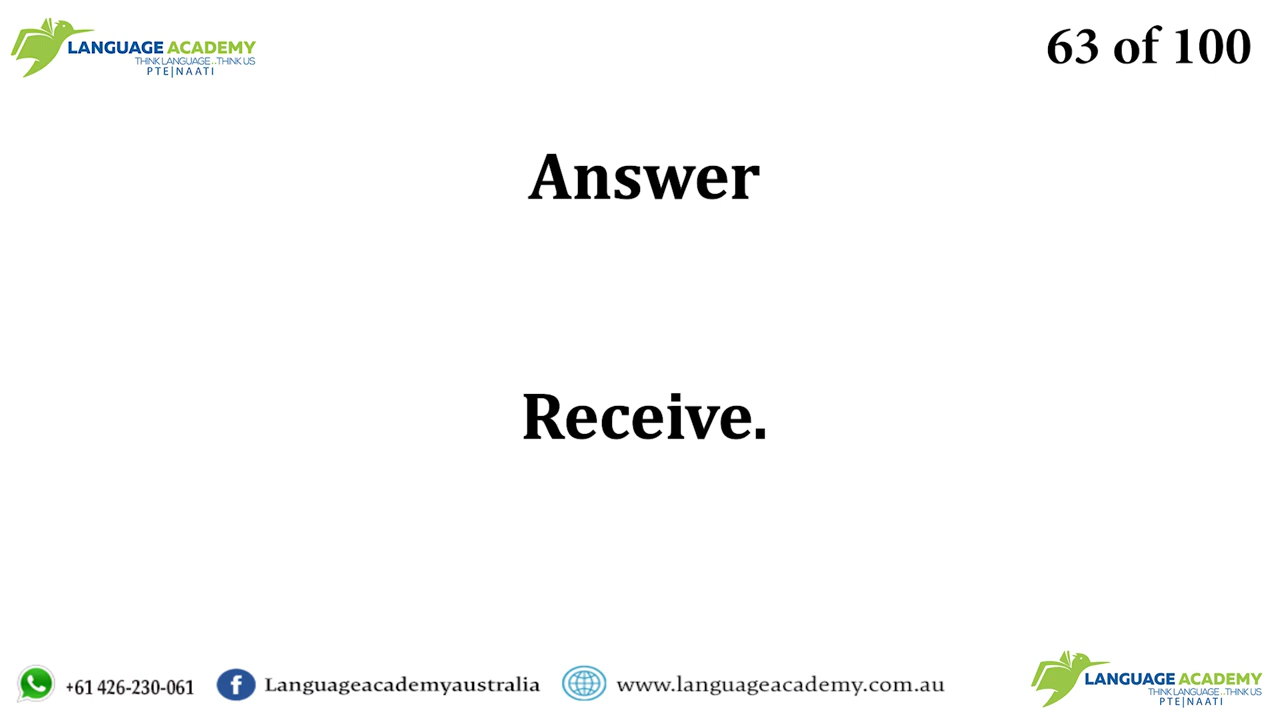 LANGUAGE ACADEMY
THINK LANGUAGE..THINK US
PTE|NAATI
63 of 100
Answer
Receive.
+61 426-230-061
f
Languageacademyaustralia
www.languageacademy.com.au
LANGUAGE ACADEMY
THINK LANGUAGE..THINK US
PTE|NAATI